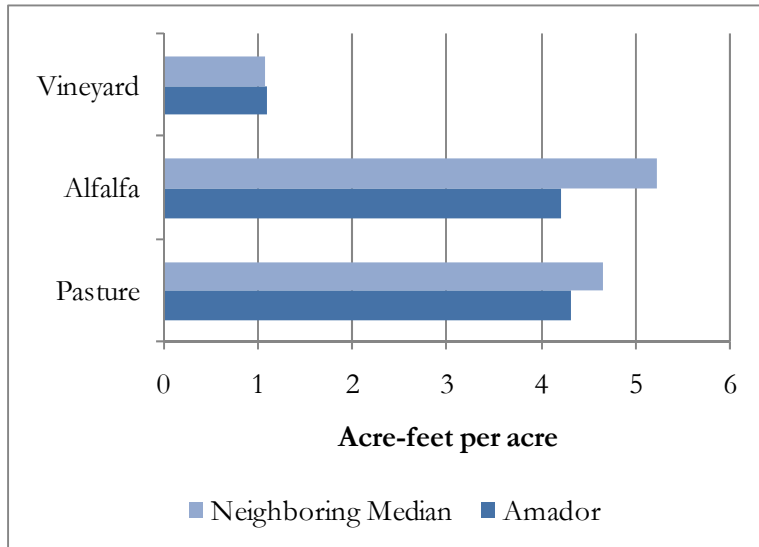 Vineyard
Alfalfa
Pasture
0 1 2 3 4 5 6
Acre-feet per acre
Neighboring Median Amador